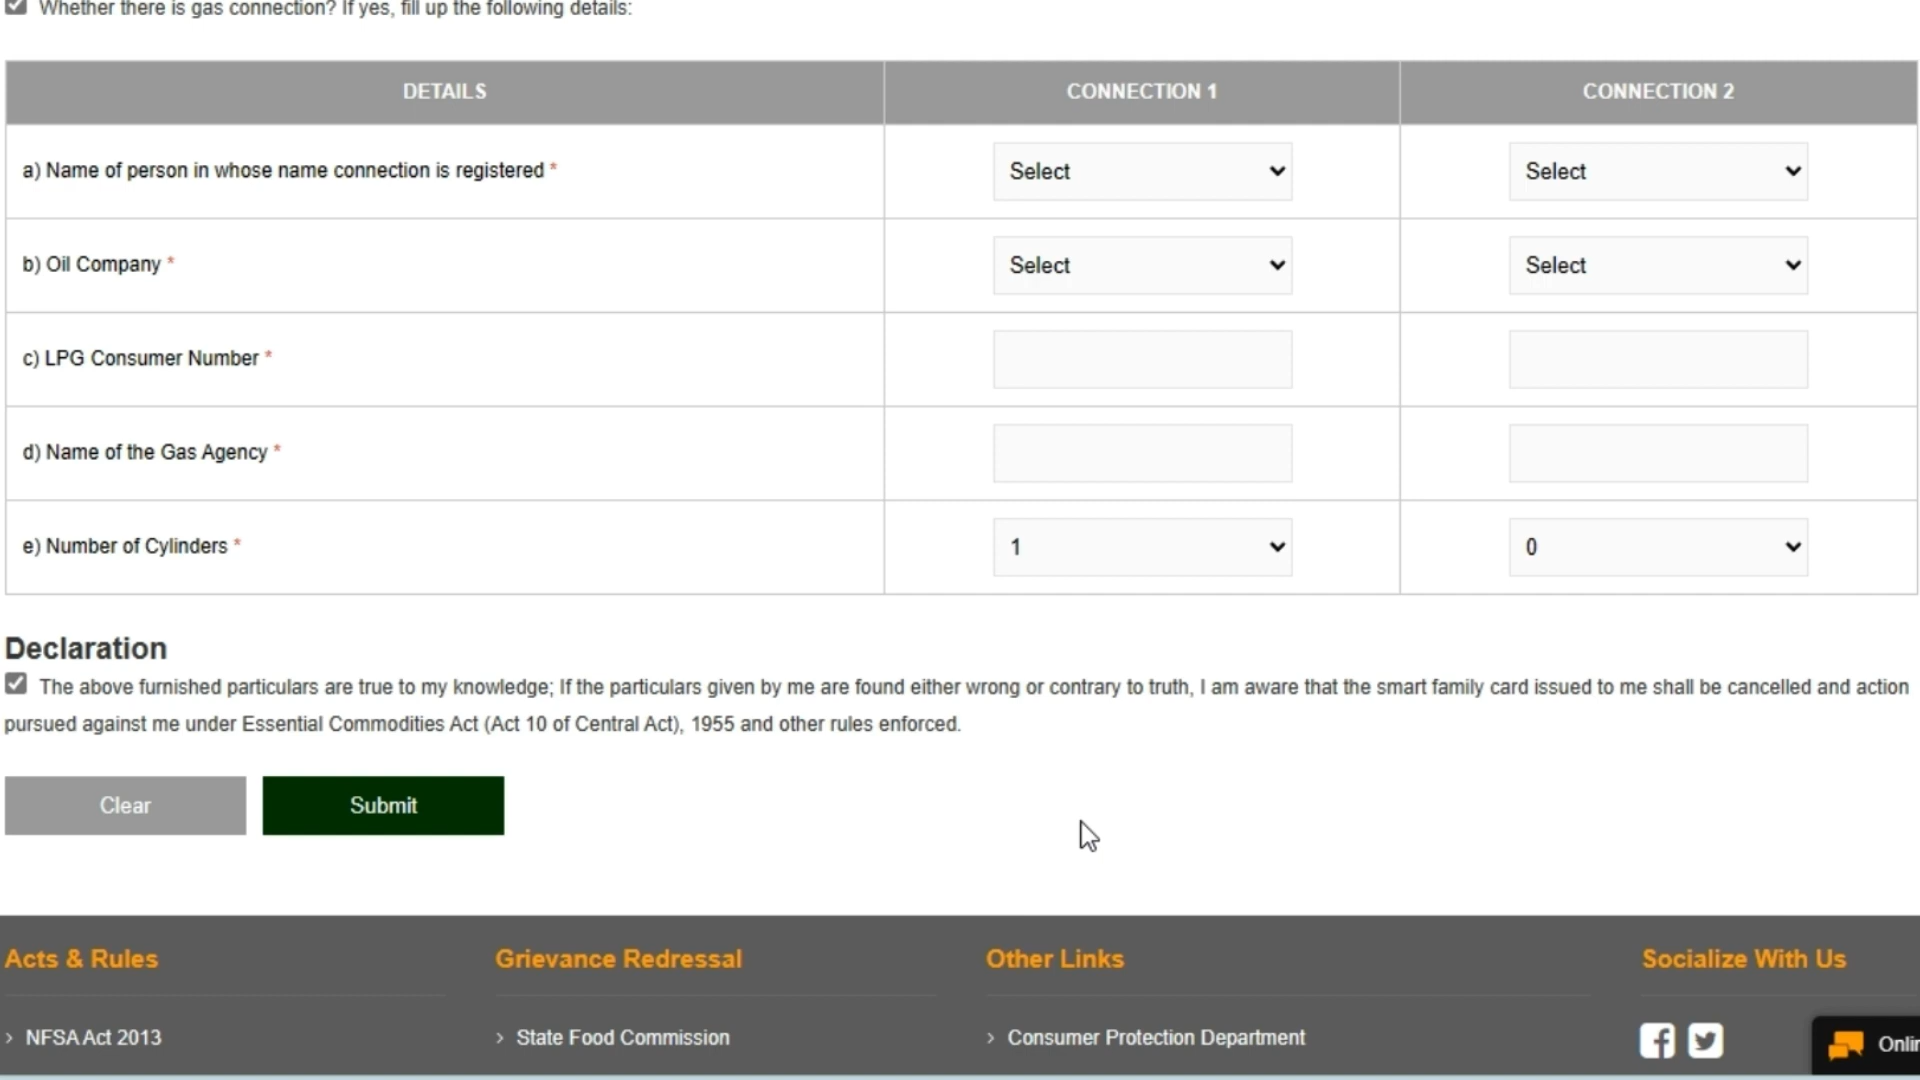 Whether there is gas connection? If yes, fill up the following details:
DETAILS CONNECTION 1 CONNECTION 2
a) Name of person in whose name connection is registered * Select Select
b) Oil Company * Select Select
c) LPG Consumer Number *
d) Name of the Gas Agency *
e) Number of Cylinders * 1 0
Declaration
The above furnished particulars are true to my knowledge; If the particulars given by me are found either wrong or contrary to truth, I am aware that the smart family card issued to me shall be cancelled and action
pursued against me under Essential Commodities Act (Act 10 of Central Act), 1955 and other rules enforced.
Clear Submit
Acts & Rules Grievance Redressal Other Links Socialize With Us
› NFSA Act 2013 › State Food Commission › Consumer Protection Department